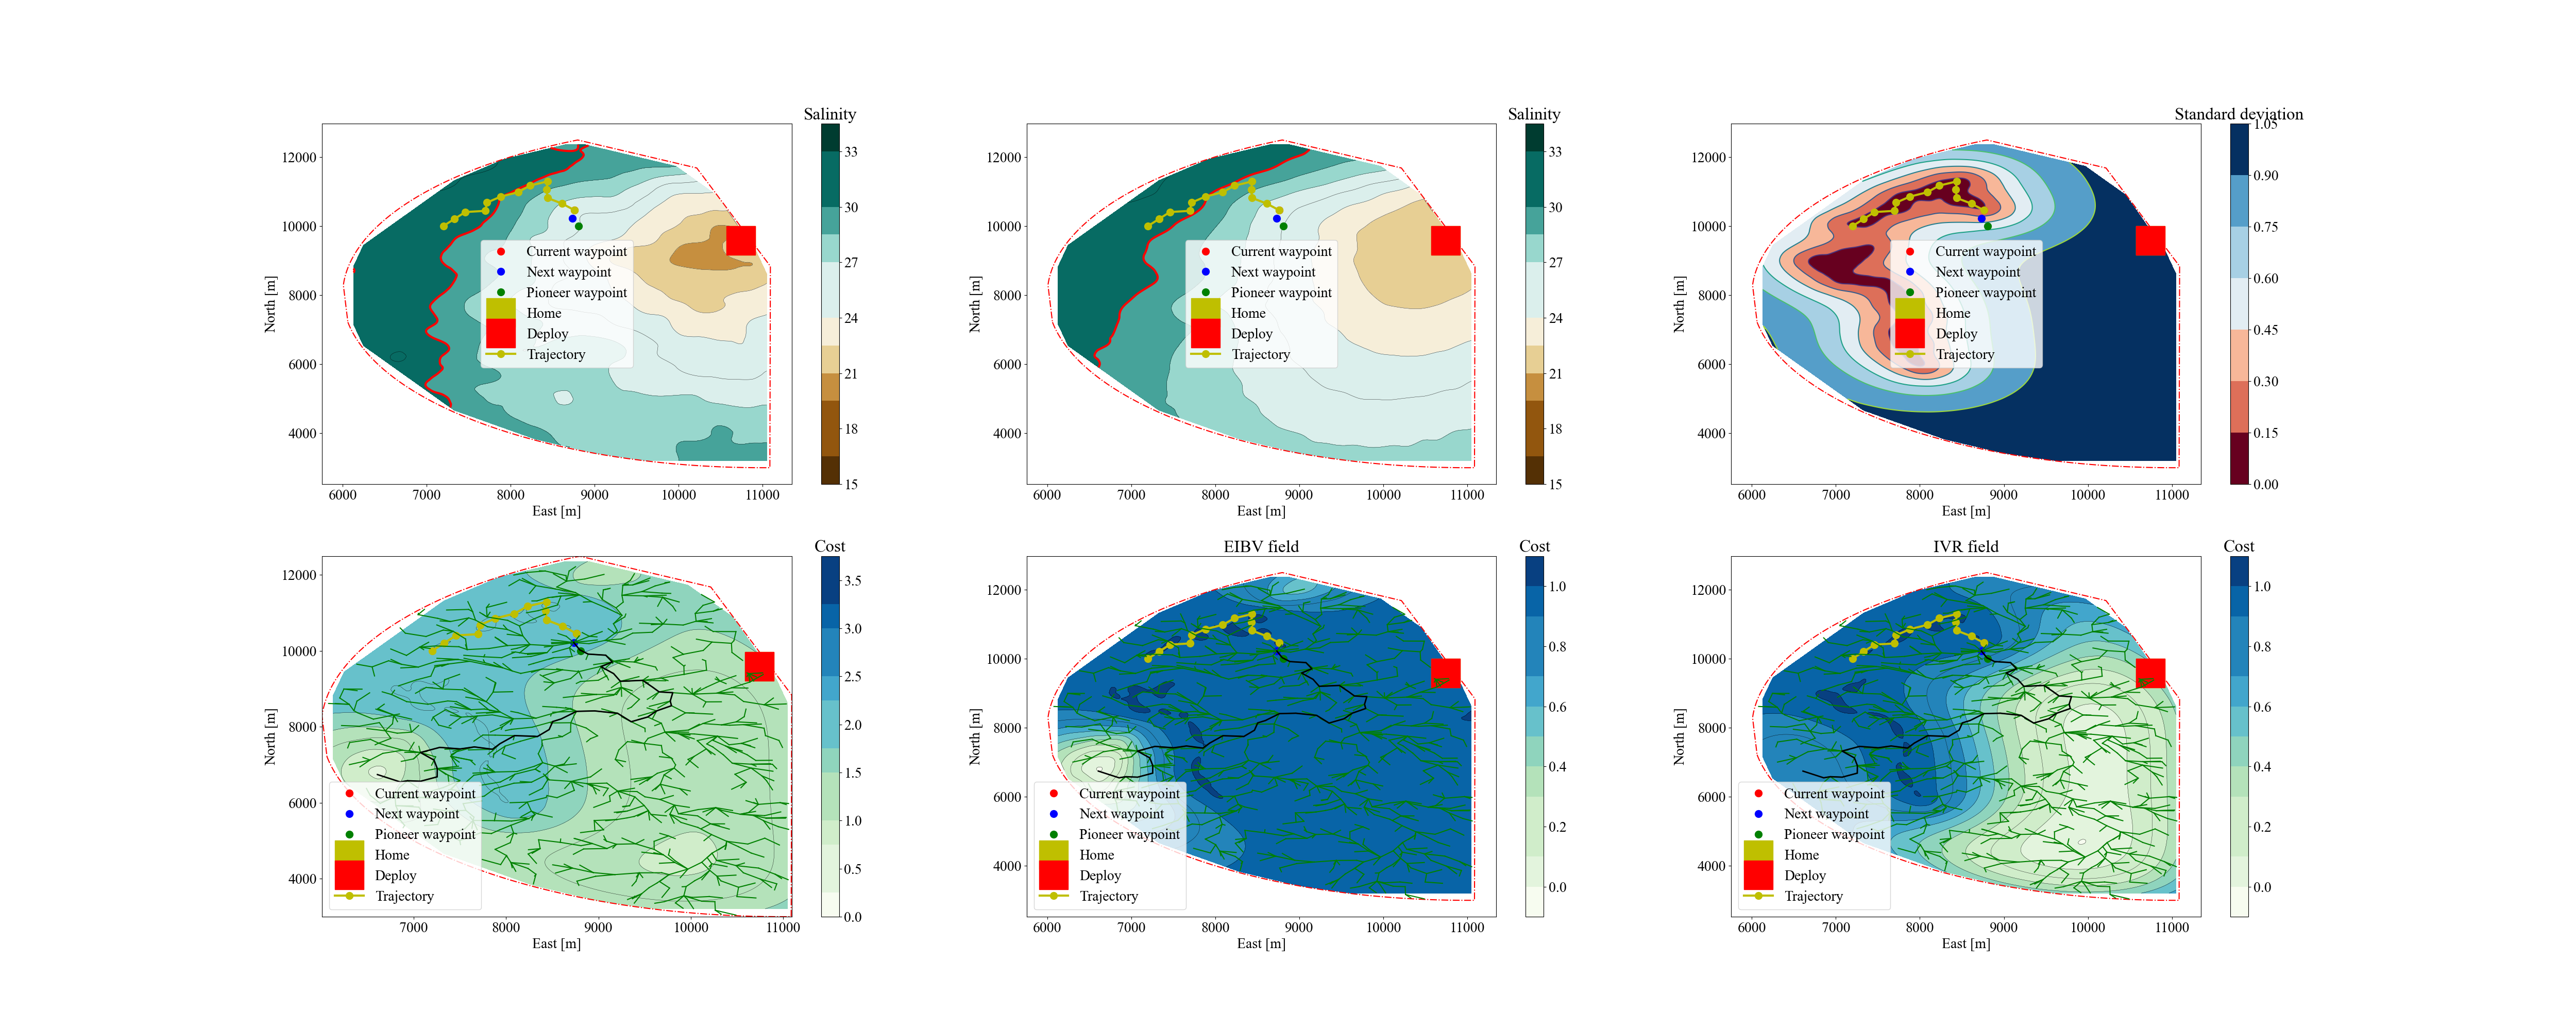 Salinity
12000
10000
8000
6000
4000
North [m]
6000 7000 8000 9000 10000 11000
East [m]
33
30
27
24
21
18
15
Current waypoint
Next waypoint
Pioneer waypoint
Home
Deploy
Trajectory
Salinity
12000
10000
8000
6000
4000
North [m]
6000 7000 8000 9000 10000 11000
East [m]
33
30
27
24
21
18
15
Current waypoint
Next waypoint
Pioneer waypoint
Home
Deploy
Trajectory
Standard deviation
12000
10000
8000
6000
4000
North [m]
6000 7000 8000 9000 10000 11000
East [m]
1.05
0.90
0.75
0.60
0.45
0.30
0.15
0.00
Current waypoint
Next waypoint
Pioneer waypoint
Home
Deploy
Trajectory
Cost
12000
10000
8000
6000
4000
North [m]
7000 8000 9000 10000 11000
East [m]
3.5
3.0
2.5
2.0
1.5
1.0
0.5
0.0
Current waypoint
Next waypoint
Pioneer waypoint
Home
Deploy
Trajectory
EIBV field
Cost
12000
10000
8000
6000
4000
North [m]
6000 7000 8000 9000 10000 11000
East [m]
1.0
0.8
0.6
0.4
0.2
0.0
Current waypoint
Next waypoint
Pioneer waypoint
Home
Deploy
Trajectory
IVR field
Cost
12000
10000
8000
6000
4000
North [m]
6000 7000 8000 9000 10000 11000
East [m]
1.0
0.8
0.6
0.4
0.2
0.0
Current waypoint
Next waypoint
Pioneer waypoint
Home
Deploy
Trajectory